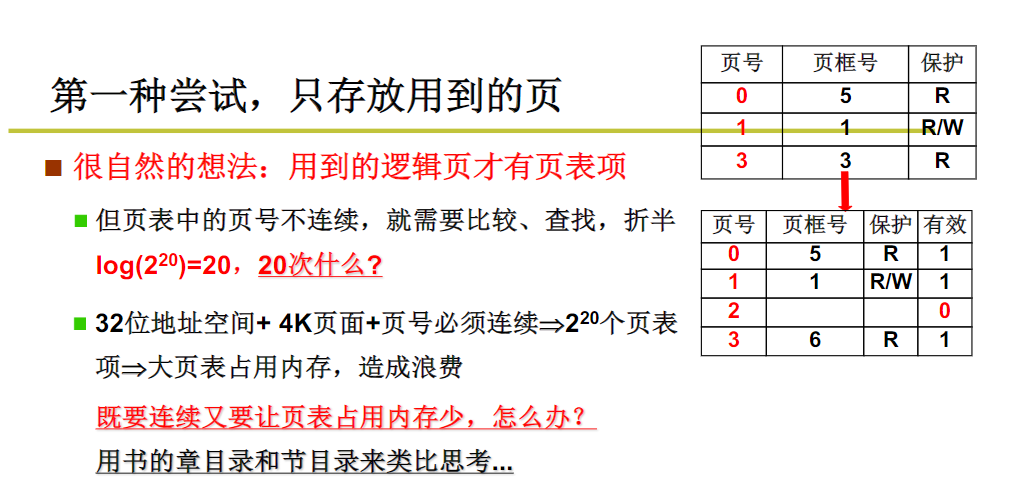 第一种尝试，只存放用到的页
很自然的想法：用到的逻辑页才有页表项
但页表中的页号不连续，就需要比较、查找，折半
log(2²⁰)=20，20次什么?
32位地址空间+ 4K页面+页号必须连续⇒2²⁰个页表
项⇒大页表占用内存，造成浪费
既要连续又要让页表占用内存少，怎么办？
用书的章目录和节目录来类比思考...
页号 页框号 保护
0 5 R
1 1 R/W
3 3 R
页号 页框号 保护 有效
0 5 R 1
1 1 R/W 1
2 0
3 6 R 1